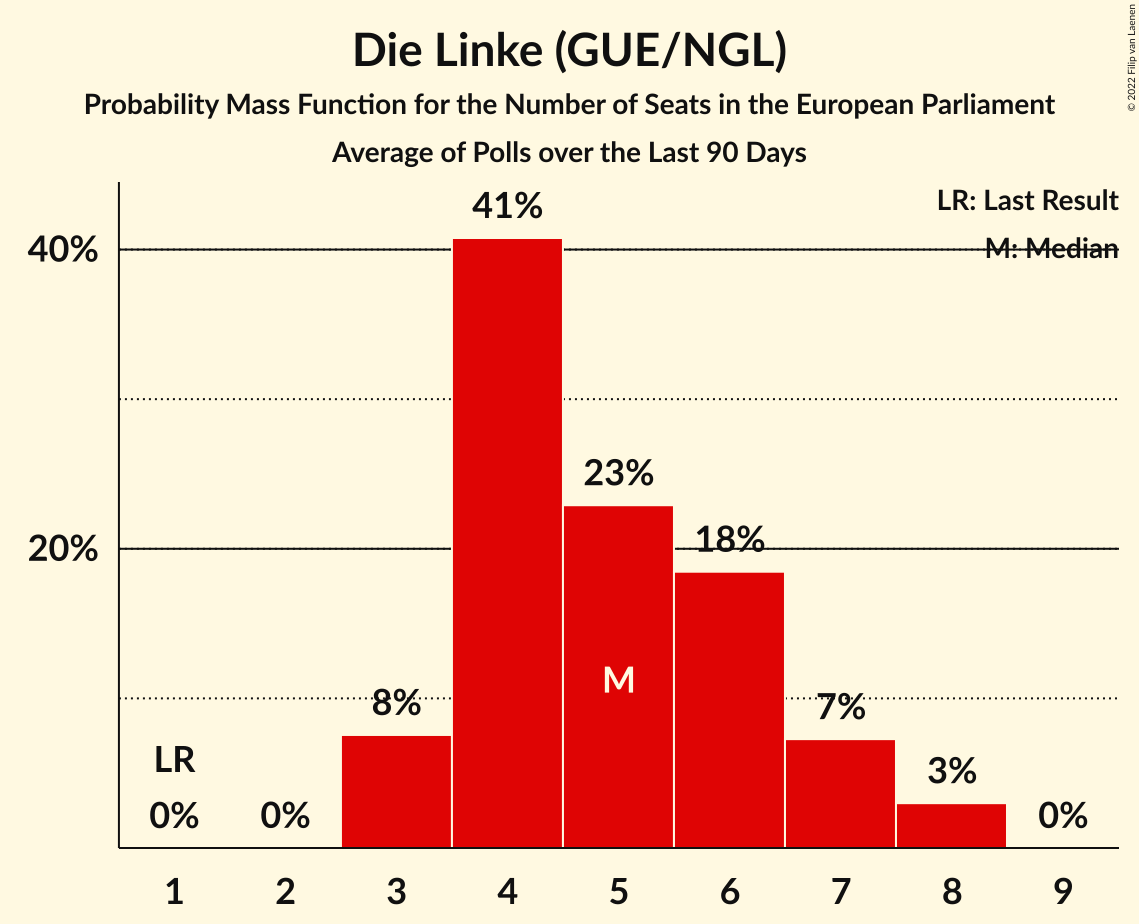 Die Linke (GUE/NGL)
Probability Mass Function for the Number of Seats in the European Parliament
Average of Polls over the Last 90 Days
© 2022 Filip van Laenen
LR: Last Result
M: Median
40%
20%
LR
0%
0%
8%
41%
23%
M
18%
7%
3%
0%
1 2 3 4 5 6 7 8 9